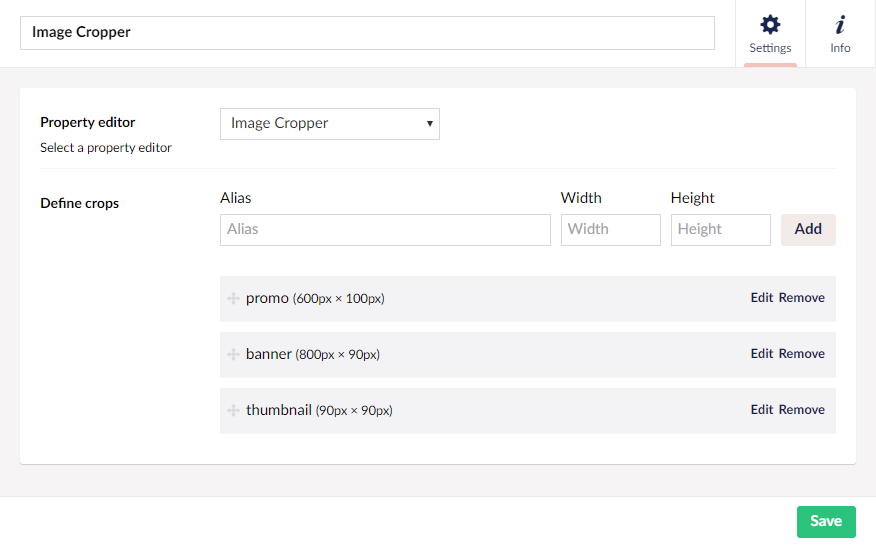 Image Cropper
Settings
Info
Property editor
Select a property editor
Image Cropper
Define crops
Alias Width Height
Alias Width Height Add
promo (600px × 100px) Edit Remove
banner (800px × 90px) Edit Remove
thumbnail (90px × 90px) Edit Remove
Save